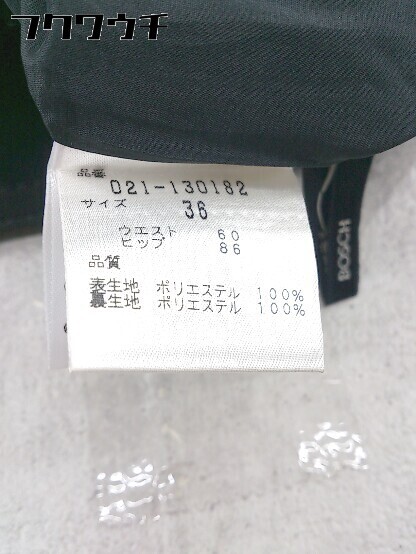 フクワウチ
品番
021-130182
サイズ
36
ウエスト 60
ヒップ 86
品質
表生地 ポリエステル 100%
裏生地 ポリエステル 100%
BOSCH